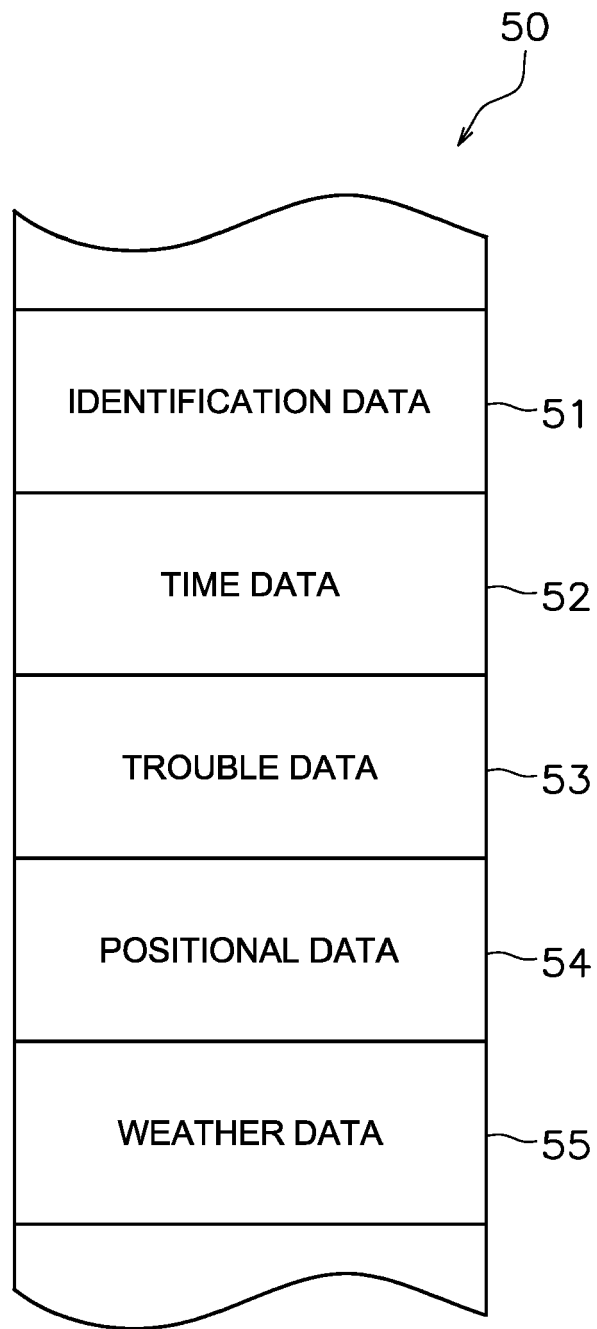 50
IDENTIFICATION DATA
51
TIME DATA
52
TROUBLE DATA
53
POSITIONAL DATA
54
WEATHER DATA
55